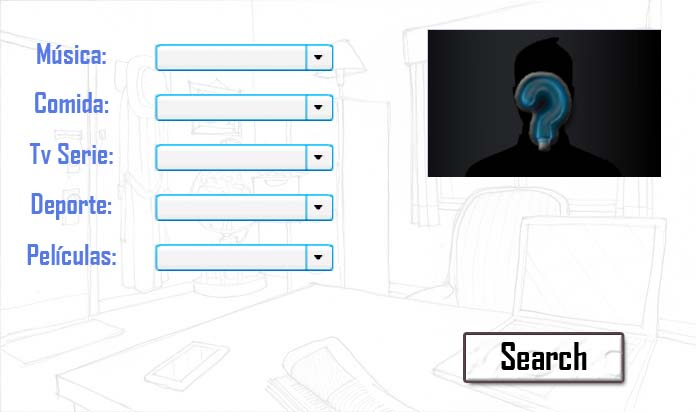 Música:
Comida:
Tv Serie:
Deporte:
Películas:
Search